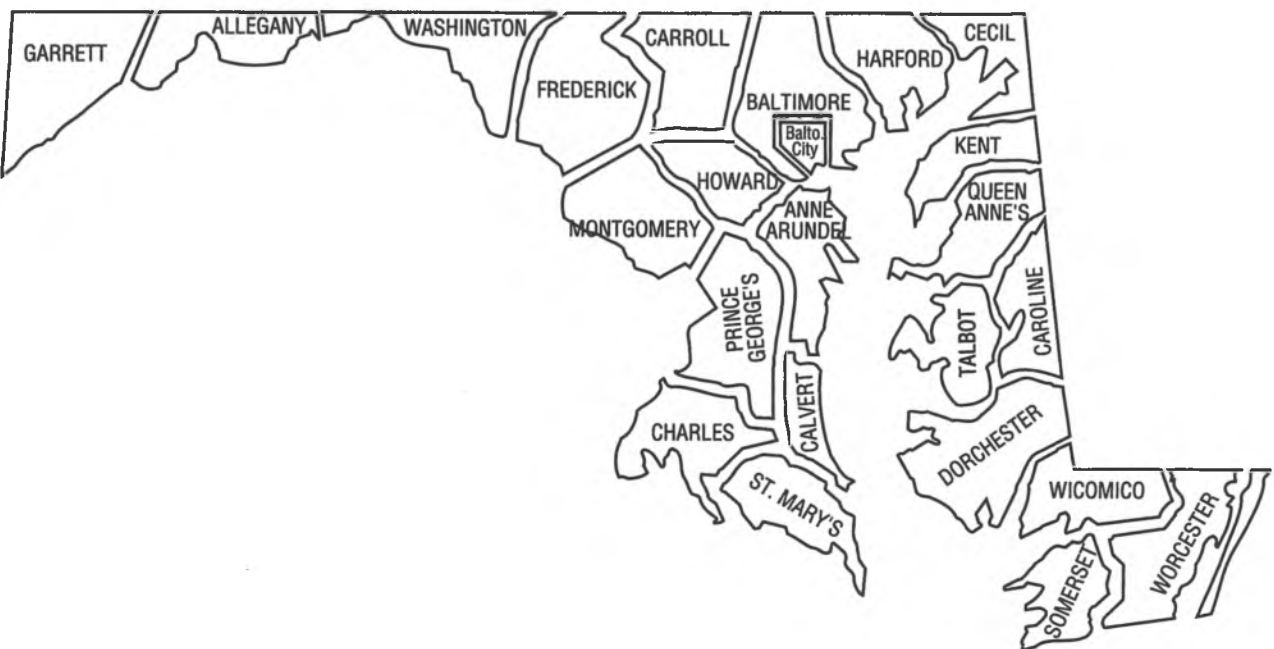 GARRETT
ALLEGANY
WASHINGTON
FREDERICK
CARROLL
BALTIMORE
Balto.
City
HARFORD
CECIL
KENT
QUEEN
ANNE'S
HOWARD
MONTGOMERY
ANNE
ARUNDEL
PRINCE
GEORGE'S
TALBOT
CAROLINE
CALVERT
CHARLES
ST. MARY'S
DORCHESTER
WICOMICO
WORCESTER
SOMERSET